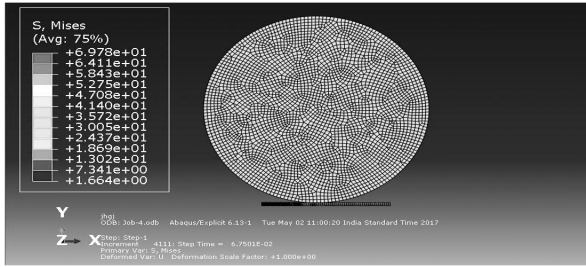 S, Mises
(Avg: 75%)
+6.978e+01
+6.411e+01
+5.843e+01
+5.275e+01
+4.708e+01
+4.140e+01
+3.572e+01
+3.005e+01
+2.437e+01
+1.869e+01
+1.302e+01
+7.341e+00
+1.664e+00
Y
Z X
jhgj
ODB: Job-4.odb Abaqus/Explicit 6.13-1 Tue May 02 11:00:20 India Standard Time 2017
Step: Step-1
Increment 4111: Step Time = 6.7501E-02
Primary Var: S, Mises
Deformed Var: U Deformation Scale Factor: +1.000e+00